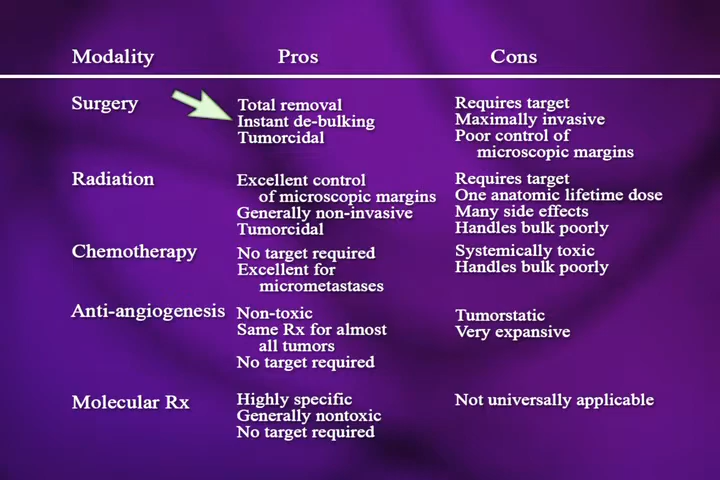 Modality Pros Cons
Surgery
Total removal
Instant de-bulking
Tumorcidal
Requires target
Maximally invasive
Poor control of
microscopic margins
Radiation
Excellent control
of microscopic margins
Generally non-invasive
Tumorcidal
Requires target
One anatomic lifetime dose
Many side effects
Handles bulk poorly
Chemotherapy
No target required
Excellent for
micrometastases
Systemically toxic
Handles bulk poorly
Anti-angiogenesis
Non-toxic
Same Rx for almost
all tumors
No target required
Tumorstatic
Very expansive
Molecular Rx
Highly specific
Generally nontoxic
No target required
Not universally applicable